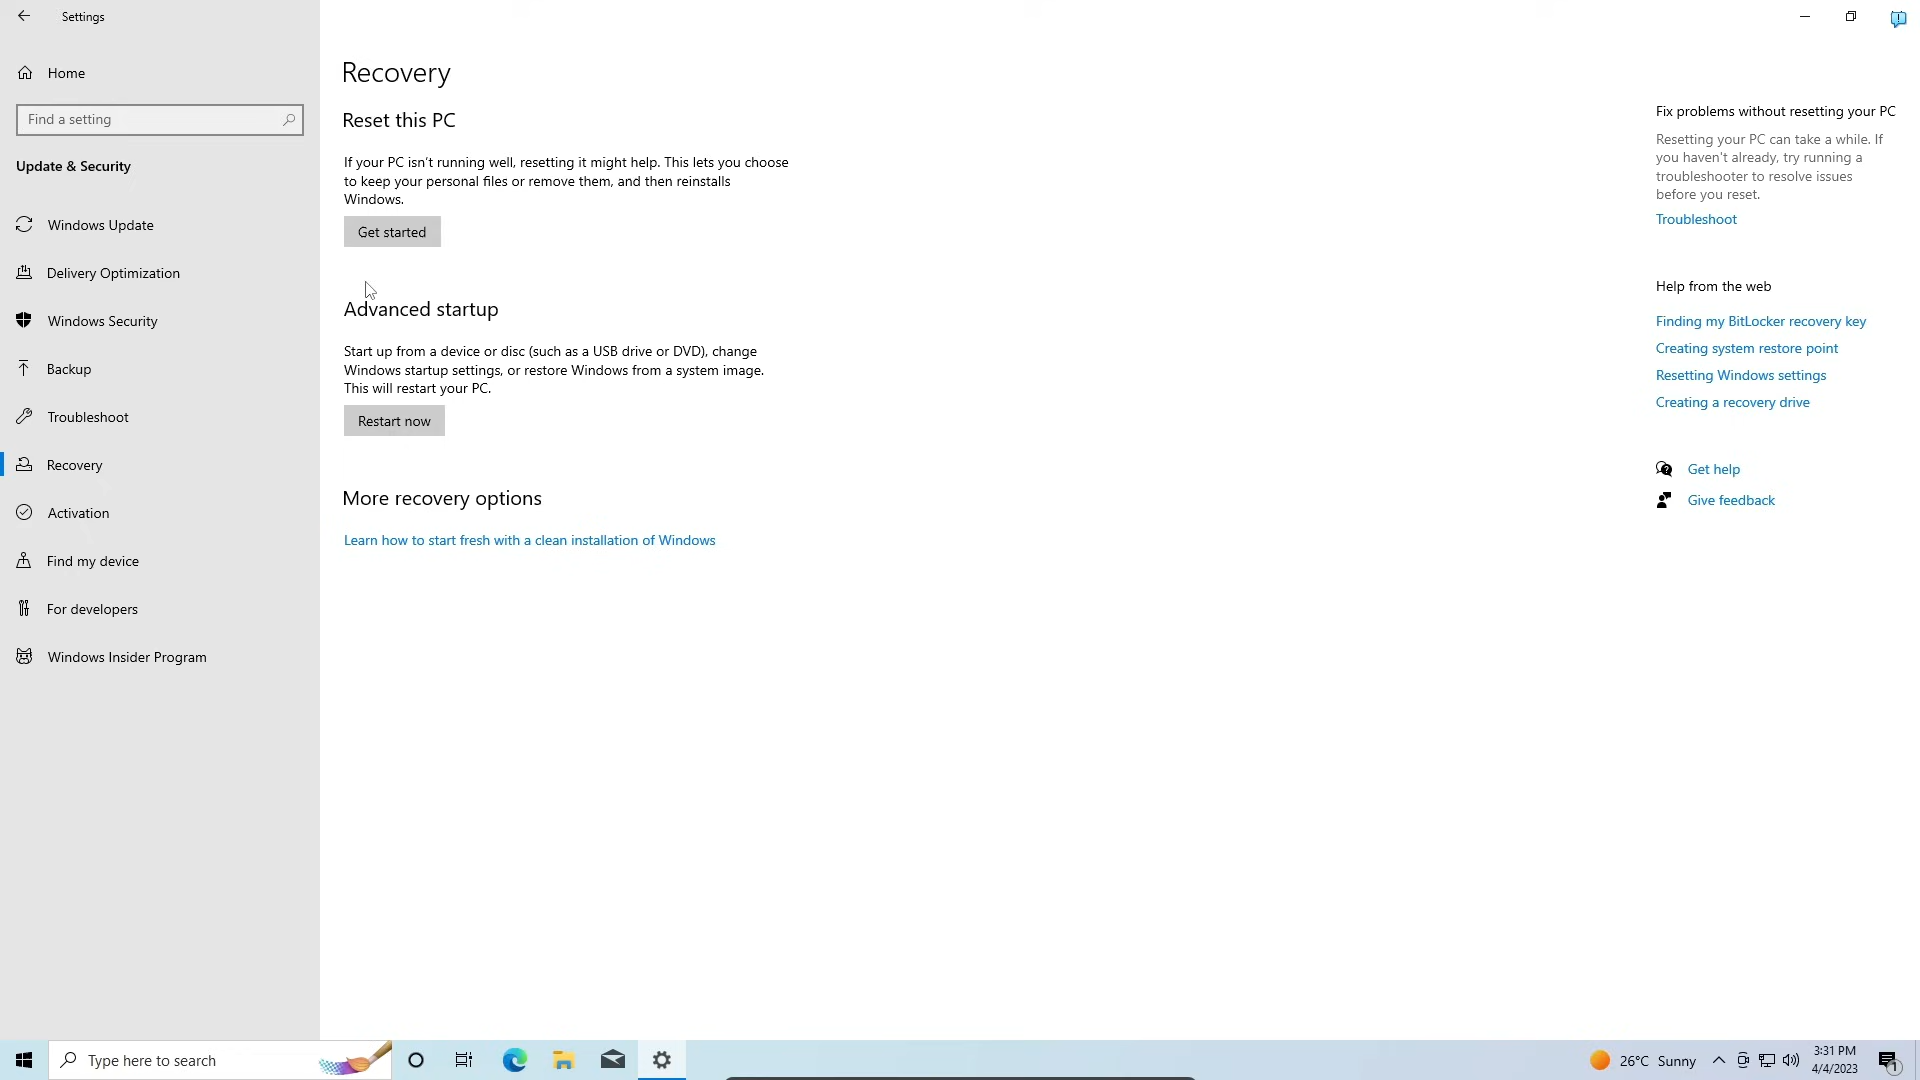 Settings
Home
Find a setting
Update & Security
Windows Update
Delivery Optimization
Windows Security
Backup
Troubleshoot
Recovery
Activation
Find my device
For developers
Windows Insider Program
Recovery
Reset this PC
If your PC isn't running well, resetting it might help. This lets you choose
to keep your personal files or remove them, and then reinstalls
Windows.
Get started
Advanced startup
Start up from a device or disc (such as a USB drive or DVD), change
Windows startup settings, or restore Windows from a system image.
This will restart your PC.
Restart now
More recovery options
Learn how to start fresh with a clean installation of Windows
Fix problems without resetting your PC
Resetting your PC can take a while. If
you haven't already, try running a
troubleshooter to resolve issues
before you reset.
Troubleshoot
Help from the web
Finding my BitLocker recovery key
Creating system restore point
Resetting Windows settings
Creating a recovery drive
Get help
Give feedback
Type here to search
26°C Sunny
3:31 PM
4/4/2023
1